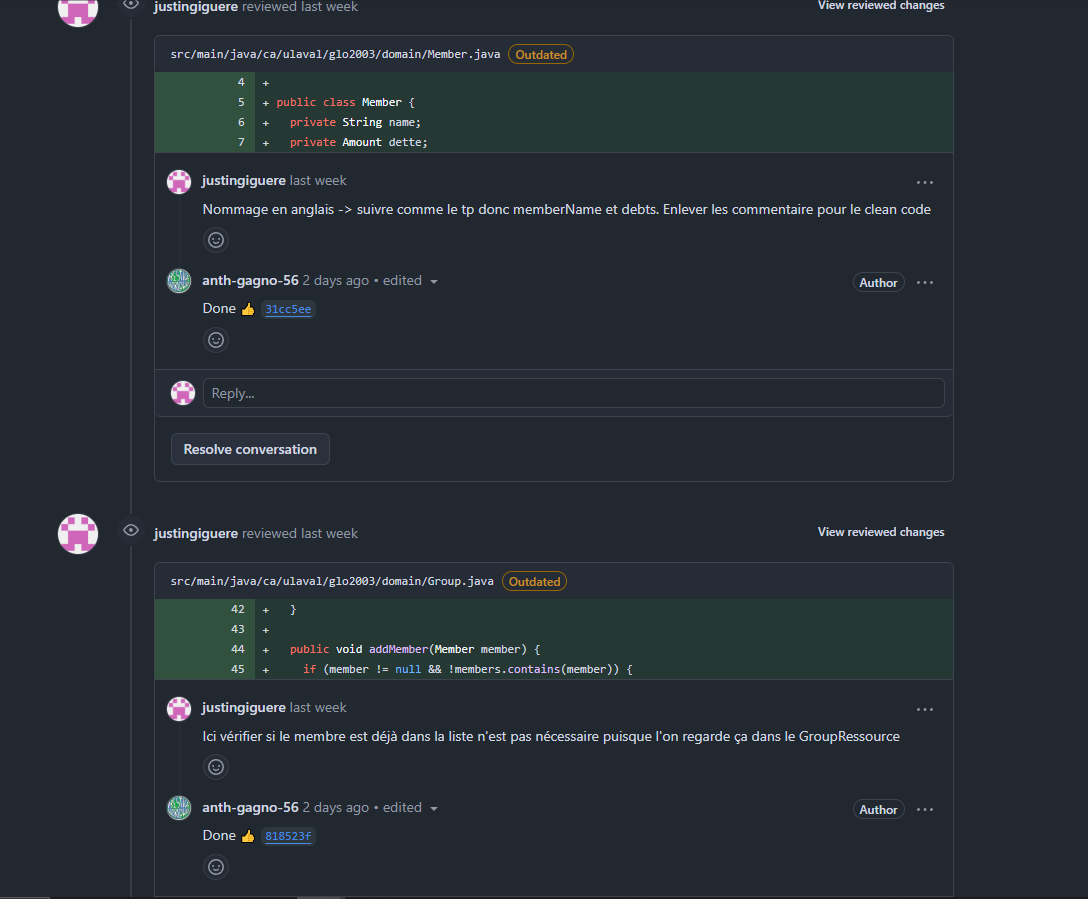 justingiguere reviewed last week View reviewed changes
src/main/java/ca/ulaval/glo2003/domain/Member.java Outdated
4 +
5 + public class Member {
6 + private String name;
7 + private Amount dette;
justingiguere last week ...
Nommage en anglais -> suivre comme le tp donc memberName et debts. Enlever les commentaire pour le clean code
anth-gagno-56 2 days ago • edited Author ...
Done 👍 31cc5ee
Reply...
Resolve conversation
justingiguere reviewed last week View reviewed changes
src/main/java/ca/ulaval/glo2003/domain/Group.java Outdated
42 + }
43 +
44 + public void addMember(Member member) {
45 + if (member != null && !members.contains(member)) {
justingiguere last week ...
Ici vérifier si le membre est déjà dans la liste n'est pas nécessaire puisque l'on regarde ça dans le GroupRessource
anth-gagno-56 2 days ago • edited Author ...
Done 👍 818523f